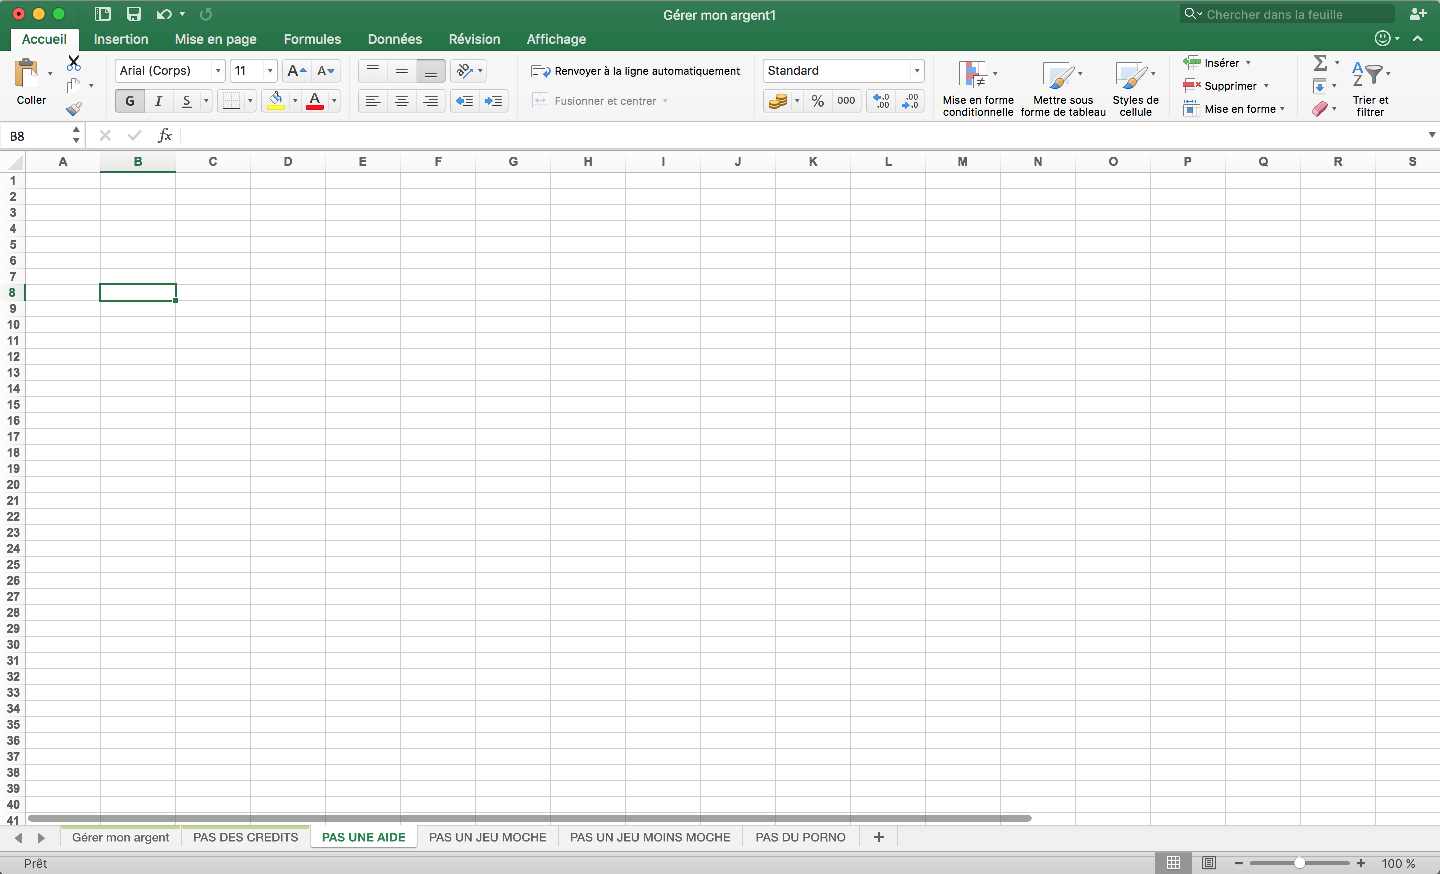 Gérer mon argent1
Chercher dans la feuille
Accueil Insertion Mise en page Formules Données Révision Affichage
Coller
Arial (Corps) 11 A A
G I S A
Renvoyer à la ligne automatiquement
Fusionner et centrer
Standard
% 000 ,0 ,00 ,00 ,0
Mise en forme conditionnelle
Mettre sous forme de tableau
Styles de cellule
Insérer
Supprimer
Mise en forme
Σ
A Z
Trier et filtrer
B8 fx
A B C D E F G H I J K L M N O P Q R S
1
2
3
4
5
6
7
8
9
10
11
12
13
14
15
16
17
18
19
20
21
22
23
24
25
26
27
28
29
30
31
32
33
34
35
36
37
38
39
40
41
Gérer mon argent PAS DES CREDITS PAS UNE AIDE PAS UN JEU MOCHE PAS UN JEU MOINS MOCHE PAS DU PORNO +
Prêt
100 %